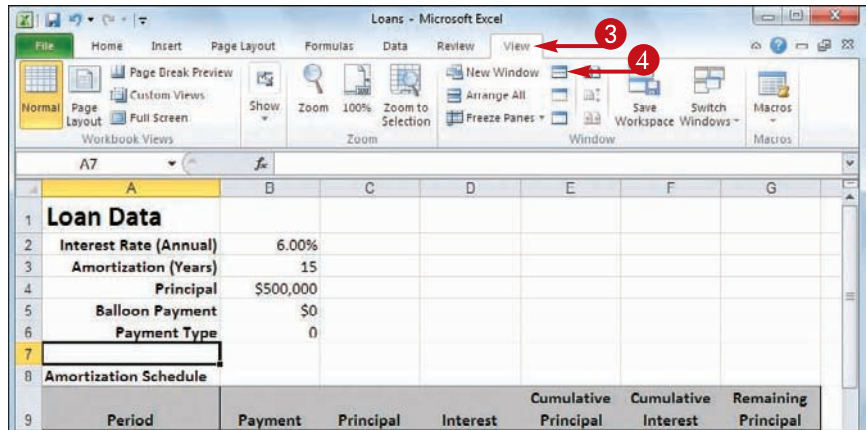 Loans - Microsoft Excel
File Home Insert Page Layout Formulas Data Review View 3
Normal
Page Layout
Page Break Preview
Custom Views
Full Screen
Workbook Views
Show
Zoom
100%
Zoom to Selection
Zoom
New Window 4
Arrange All
Freeze Panes
Save Workspace
Switch Windows
Window
Macros
Macros
A7 fx
A B C D E F G
1 Loan Data
2 Interest Rate (Annual) 6.00%
3 Amortization (Years) 15
4 Principal $500,000
5 Balloon Payment $0
6 Payment Type 0
7
8 Amortization Schedule
Cumulative Cumulative Remaining
9 Period Payment Principal Interest Principal Interest Principal